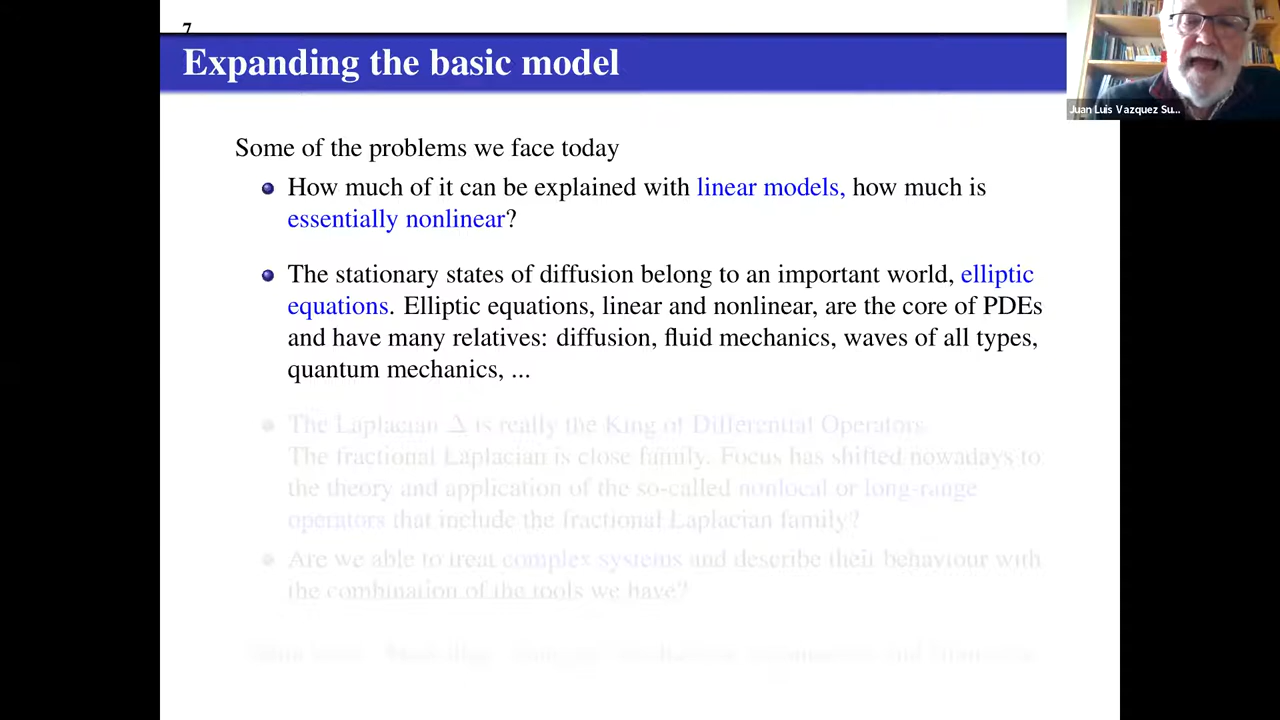 7
Expanding the basic model
Juan Luis Vazquez Su...
Some of the problems we face today
How much of it can be explained with linear models, how much is
essentially nonlinear?
The stationary states of diffusion belong to an important world, elliptic
equations. Elliptic equations, linear and nonlinear, are the core of PDEs
and have many relatives: diffusion, fluid mechanics, waves of all types,
quantum mechanics, ...
The Laplacian Δ is really the King of Differential Operators.
The fractional Laplacian is close family. Focus has shifted nowadays to
the theory and application of the so-called nonlocal or long-range
operators that include the fractional Laplacian family?
Are we able to treat complex systems and describe their behaviour with
the combination of the tools we have?